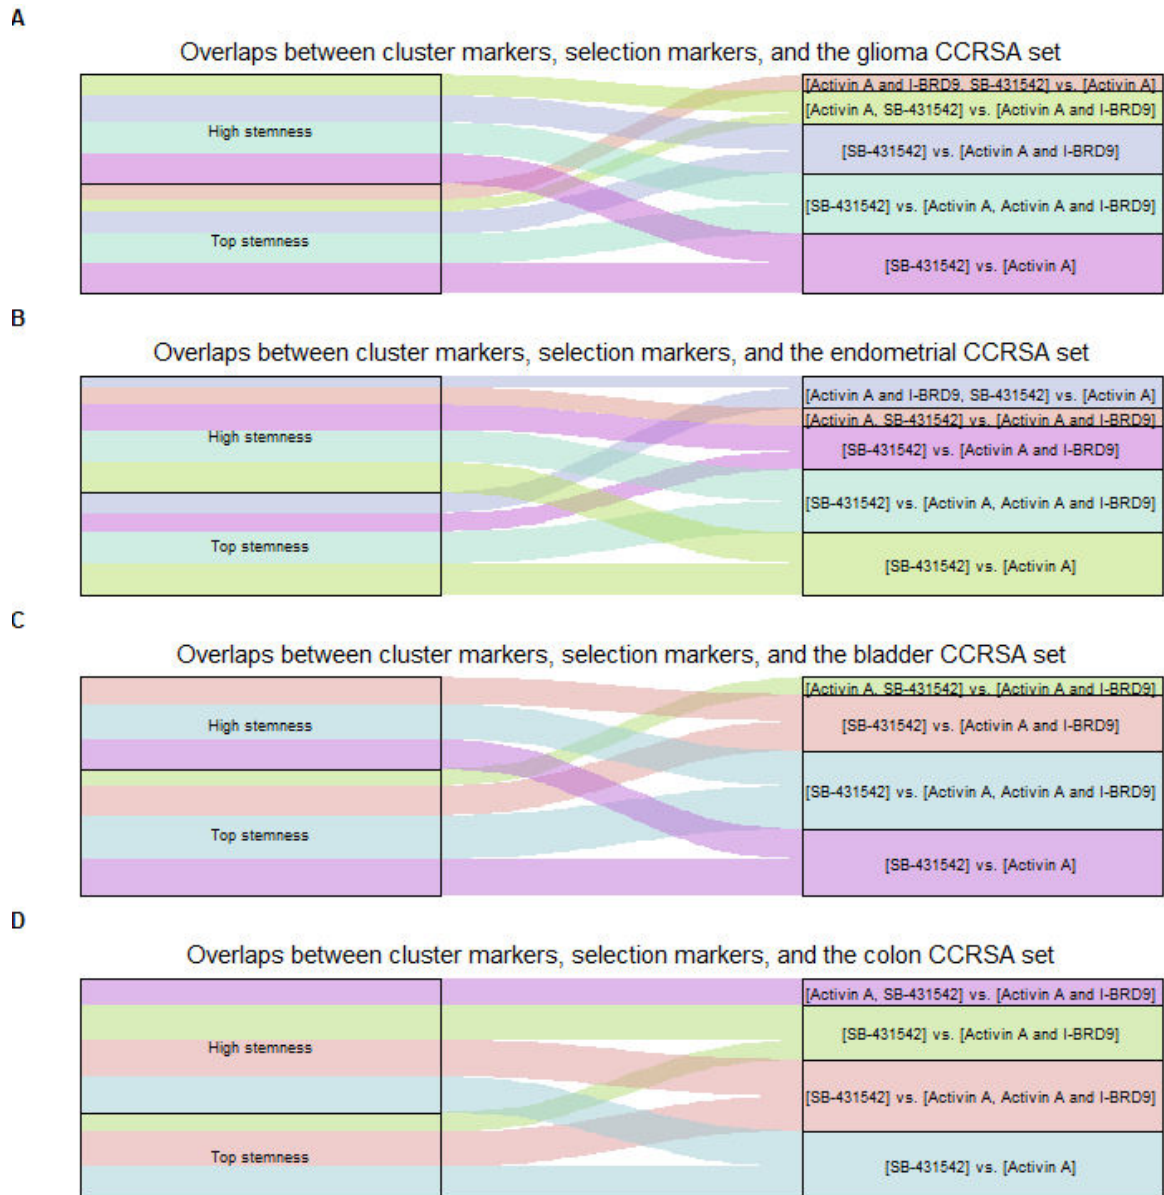 A
Overlaps between cluster markers, selection markers, and the glioma CCRSA set
High stemness
Top stemness
[Activin A and I-BRD9, SB-431542] vs. [Activin A]
[Activin A, SB-431542] vs. [Activin A and I-BRD9]
[SB-431542] vs. [Activin A and I-BRD9]
[SB-431542] vs. [Activin A, Activin A and I-BRD9]
[SB-431542] vs. [Activin A]
B
Overlaps between cluster markers, selection markers, and the endometrial CCRSA set
High stemness
Top stemness
[Activin A and I-BRD9, SB-431542] vs. [Activin A]
[Activin A, SB-431542] vs. [Activin A and I-BRD9]
[SB-431542] vs. [Activin A and I-BRD9]
[SB-431542] vs. [Activin A, Activin A and I-BRD9]
[SB-431542] vs. [Activin A]
C
Overlaps between cluster markers, selection markers, and the bladder CCRSA set
High stemness
Top stemness
[Activin A, SB-431542] vs. [Activin A and I-BRD9]
[SB-431542] vs. [Activin A and I-BRD9]
[SB-431542] vs. [Activin A, Activin A and I-BRD9]
[SB-431542] vs. [Activin A]
D
Overlaps between cluster markers, selection markers, and the colon CCRSA set
High stemness
Top stemness
[Activin A, SB-431542] vs. [Activin A and I-BRD9]
[SB-431542] vs. [Activin A and I-BRD9]
[SB-431542] vs. [Activin A, Activin A and I-BRD9]
[SB-431542] vs. [Activin A]